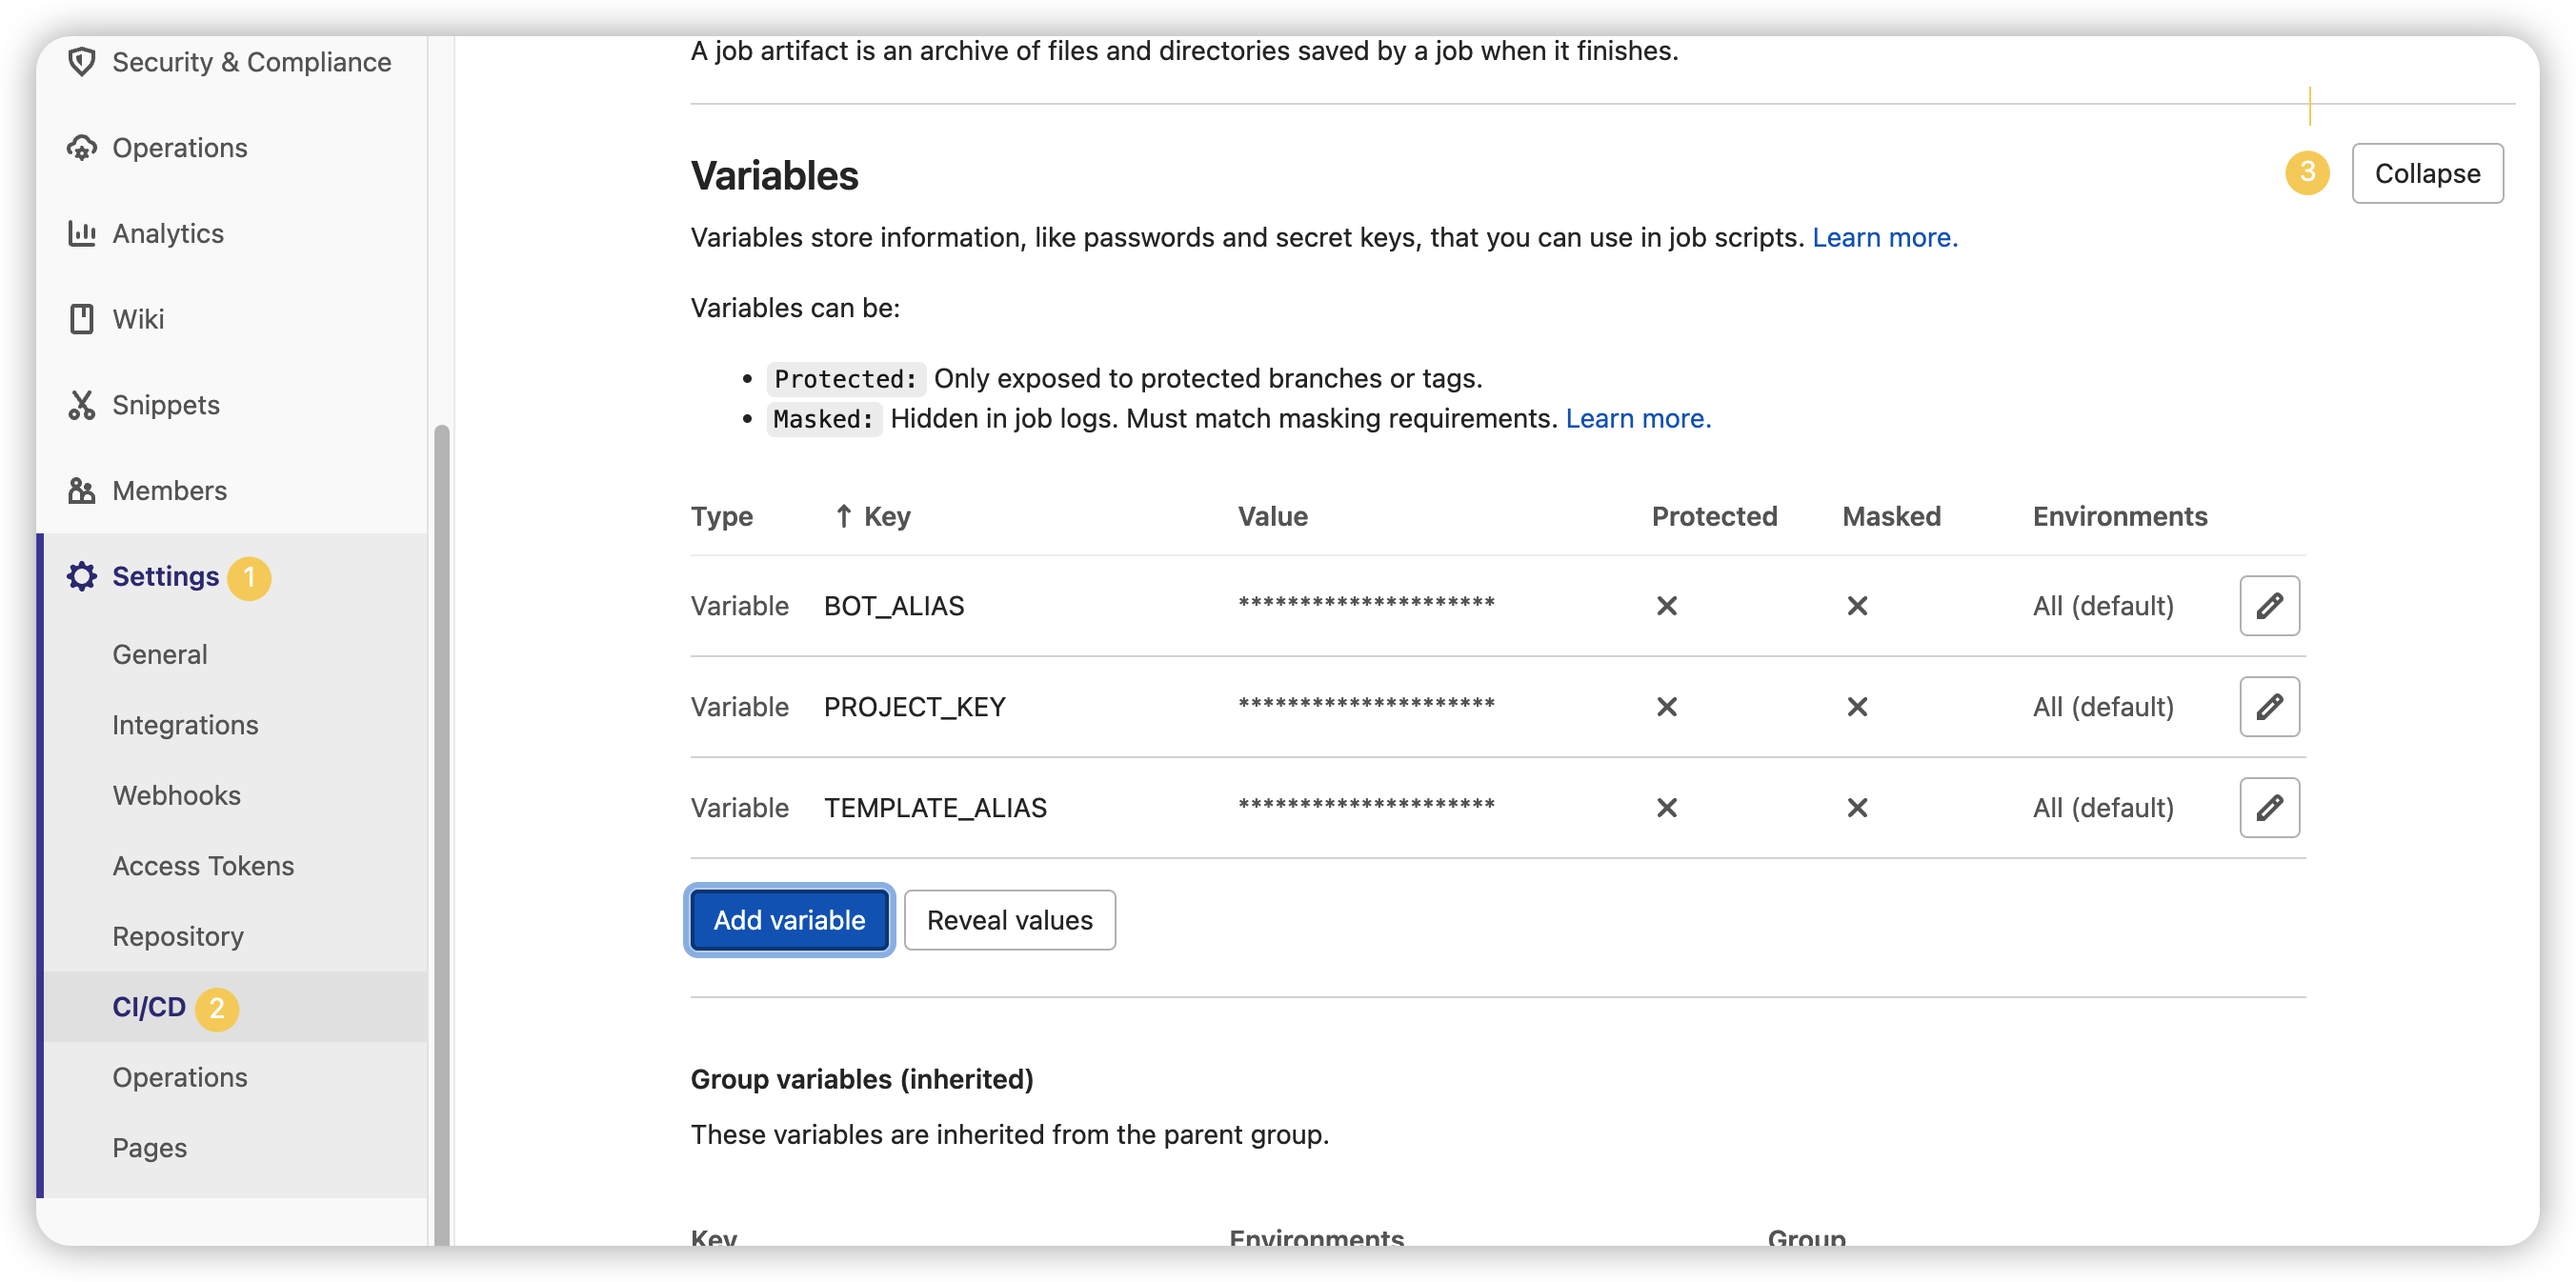 Security & Compliance
Operations
Analytics
Wiki
Snippets
Members
Settings 1
General
Integrations
Webhooks
Access Tokens
Repository
CI/CD 2
Operations
Pages
A job artifact is an archive of files and directories saved by a job when it finishes.
Variables
3 Collapse
Variables store information, like passwords and secret keys, that you can use in job scripts. Learn more.
Variables can be:
• Protected: Only exposed to protected branches or tags.
• Masked: Hidden in job logs. Must match masking requirements. Learn more.
Type ↑ Key Value Protected Masked Environments
Variable BOT_ALIAS ********************* ✕ ✕ All (default)
Variable PROJECT_KEY ********************* ✕ ✕ All (default)
Variable TEMPLATE_ALIAS ********************* ✕ ✕ All (default)
Add variable Reveal values
Group variables (inherited)
These variables are inherited from the parent group.
Key Environments Group